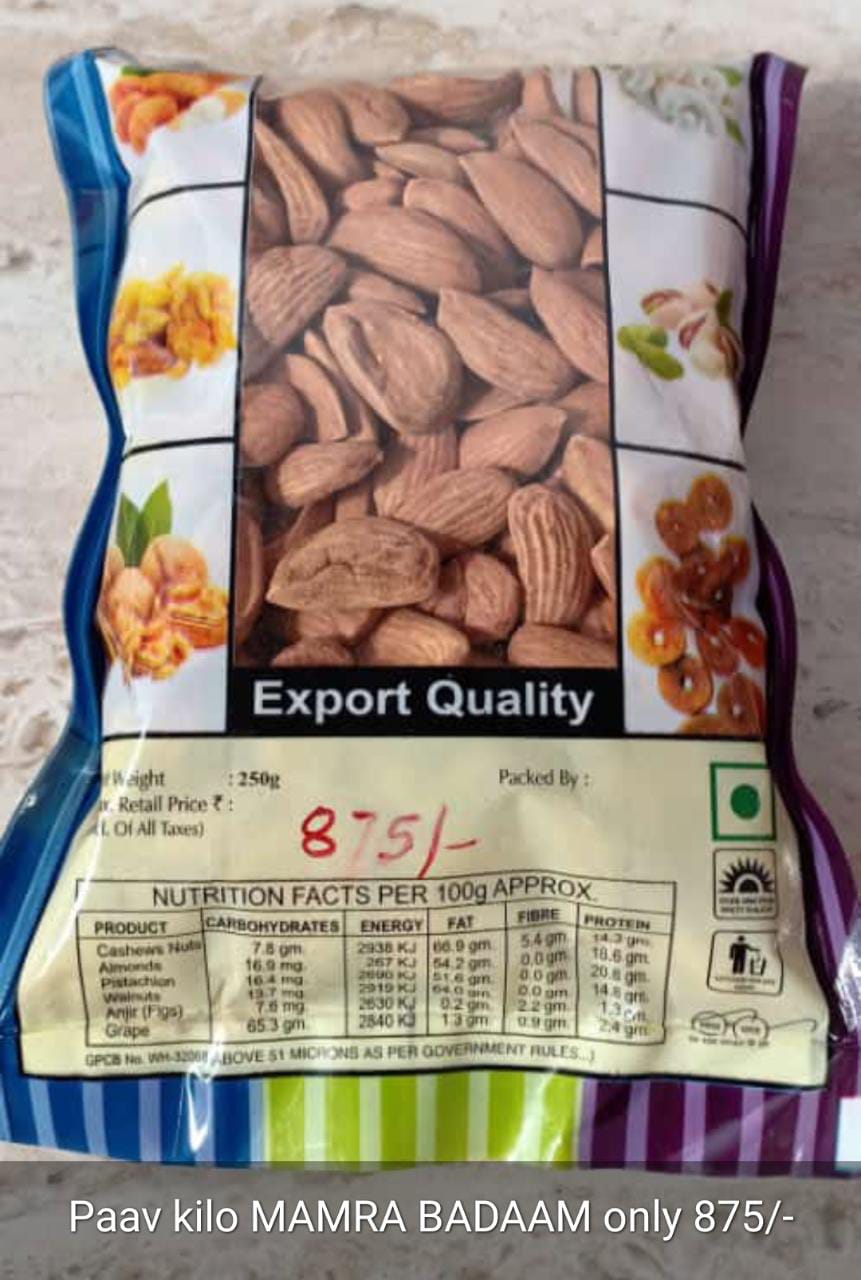 Export Quality
Weight : 250g
Packed By :
Retail Price ₹ :
Of All Taxes)
875/-
NUTRITION FACTS PER 100g APPROX.
PRODUCT CARBOHYDRATES ENERGY FAT FIBRE PROTEIN
Cashews Nuts 7.8 gm. 2938 KJ 66.9 gm. 5.4 gm. 14.3 gm.
Almonds 16.9 mg. 267 KJ 54.2 gm. 0.0 gm. 18.6 gm.
Pistachion 16.4 mg. 2690 KJ 51.6 gm. 0.0 gm. 20.8 gm.
Walnuts 13.7 mg. 2919 KJ 64.0 gm. 0.0 gm. 14.8 gm.
Anjir (Figs) 7.6 mg. 2630 KJ 0.2 gm. 2.2 gm. 1.3 gm.
Grape 65.3 gm. 2840 KJ 1.3 gm. 0.9 gm. 2.4 gm.
GPCB No. ABOVE 51 MICRONS AS PER GOVERNMENT RULES...)
Paav kilo MAMRA BADAAM only 875/-